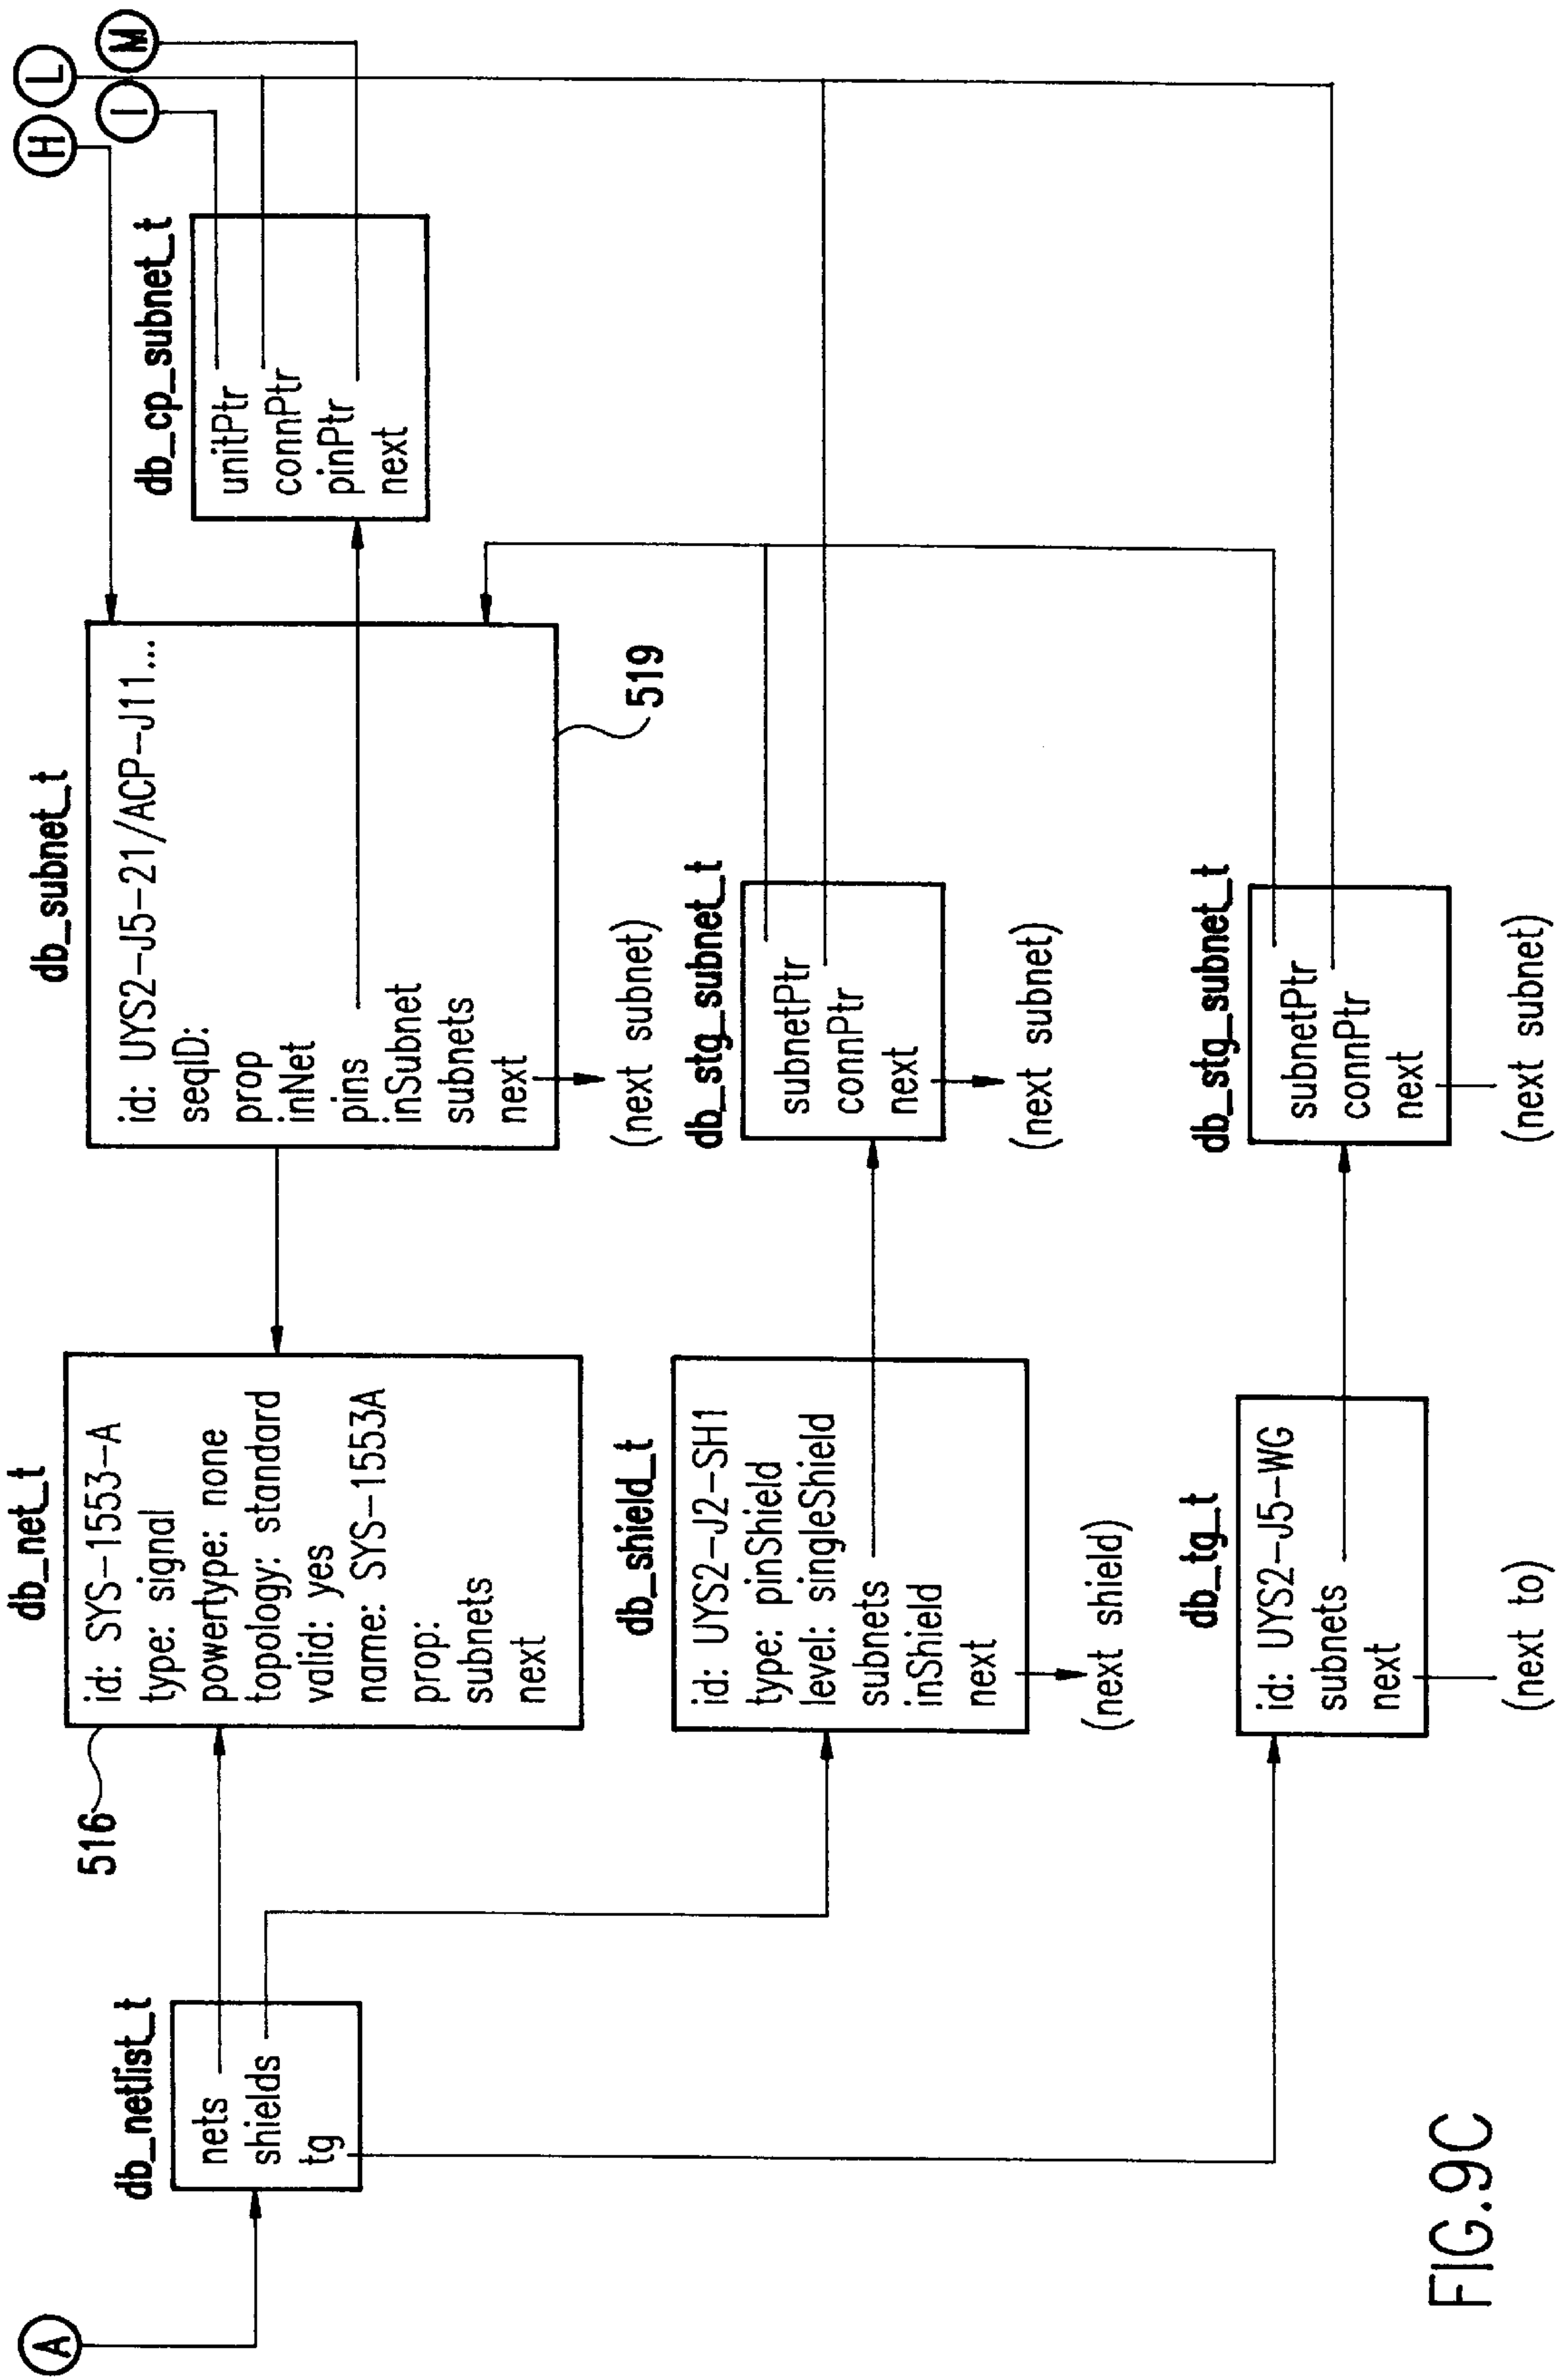 A
db_netlist_t
nets
shields
tg
516
db_net_t
id: SYS-1553-A
type: signal
powertype: none
topology: standard
valid: yes
name: SYS-1553A
prop:
subnets
next
db_shield_t
id: UYS2-J2-SH1
type: pinShield
level: singleShield
subnets
inShield
next
(next shield)
db_tg_t
id: UYS2-J5-WG
subnets
next
(next to)
db_subnet_t
id: UYS2-J5-21/ACP-J11...
seqID:
prop
inNet
pins
inSubnet
subnets
next
(next subnet)
519
db_stg_subnet_t
subnetPtr
connPtr
next
(next subnet)
db_stg_subnet_t
subnetPtr
connPtr
next
(next subnet)
db_cp_subnet_t
unitPtr
connPtr
pinPtr
next
H
I
L
M
FIG.9C